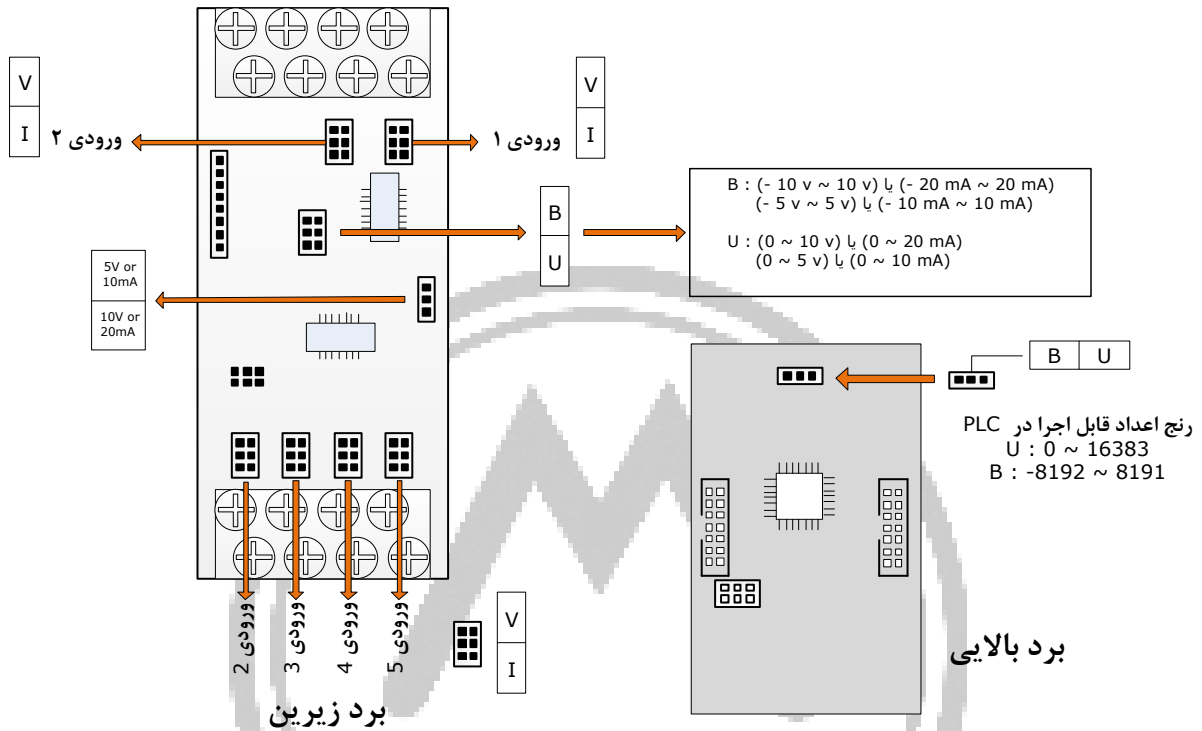 V
I
ورودی ۲
ورودی ۱
V
I
B
U
B : (- 10 v ~ 10 v) یا (- 20 mA ~ 20 mA)
(- 5 v ~ 5 v) یا (- 10 mA ~ 10 mA)
U : (0 ~ 10 v) یا (0 ~ 20 mA)
(0 ~ 5 v) یا (0 ~ 10 mA)
5V or
10mA
10V or
20mA
B U
رنج اعداد قابل اجرا در PLC
U : 0 ~ 16383
B : -8192 ~ 8191
ورودی 2
ورودی 3
ورودی 4
ورودی 5
V
I
برد زیرین
برد بالایی